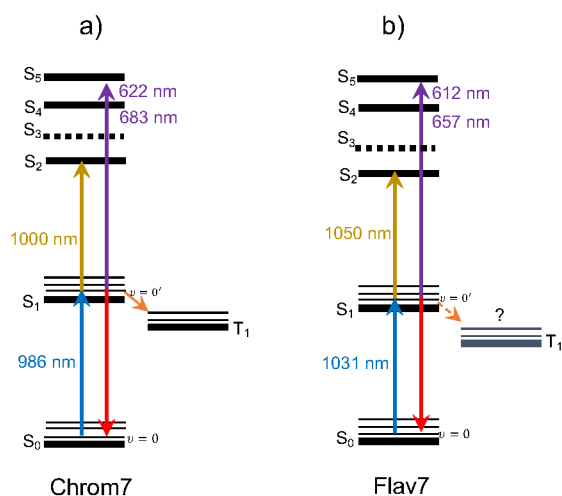 a)
S5
622 nm
S4
683 nm
S3
S2
1000 nm
υ = 0′
S1
T1
986 nm
υ = 0
S0
Chrom7
b)
S5
612 nm
S4
657 nm
S3
S2
1050 nm
υ = 0′
S1
?
T1
1031 nm
υ = 0
S0
Flav7